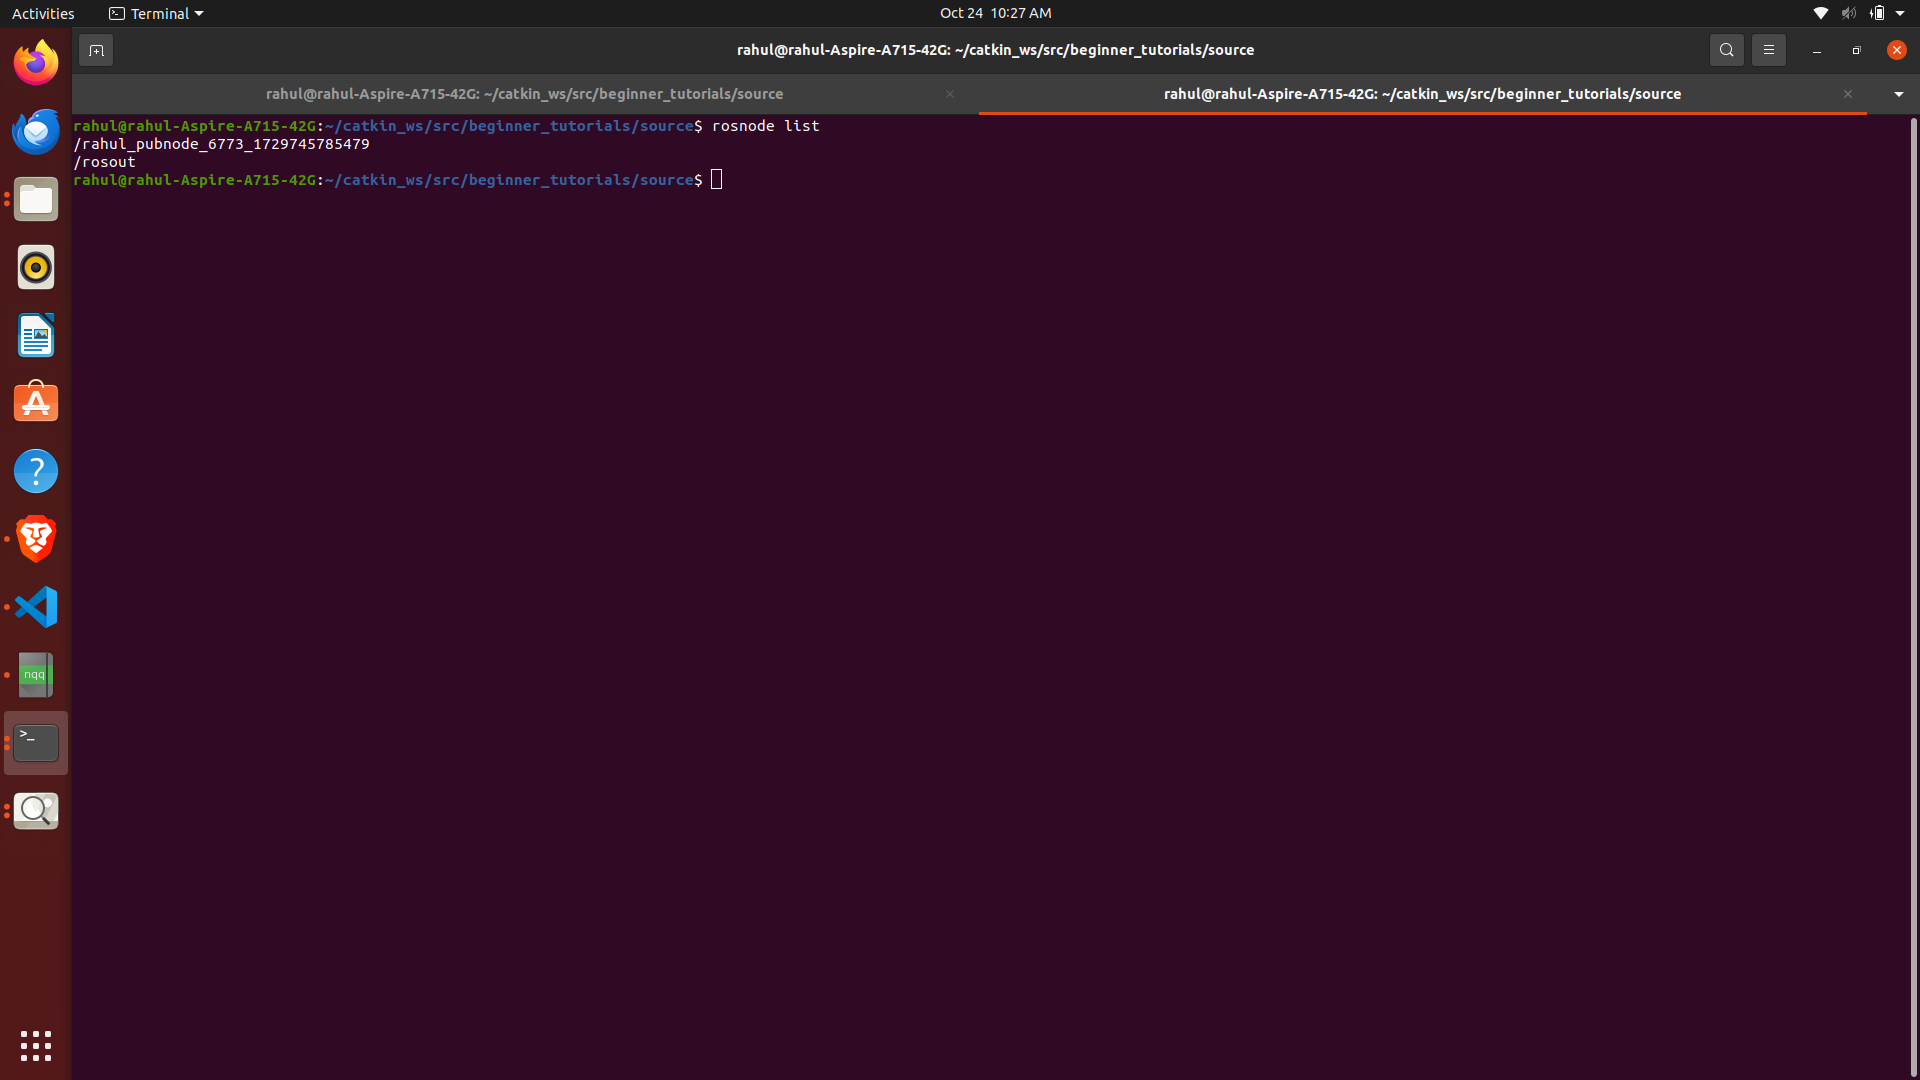 Activities Terminal Oct 24 10:27 AM
rahul@rahul-Aspire-A715-42G: ~/catkin_ws/src/beginner_tutorials/source
rahul@rahul-Aspire-A715-42G: ~/catkin_ws/src/beginner_tutorials/source rahul@rahul-Aspire-A715-42G: ~/catkin_ws/src/beginner_tutorials/source
rahul@rahul-Aspire-A715-42G:~/catkin_ws/src/beginner_tutorials/source$ rosnode list
/rahul_pubnode_6773_1729745785479
/rosout
rahul@rahul-Aspire-A715-42G:~/catkin_ws/src/beginner_tutorials/source$
?
nqq
>_